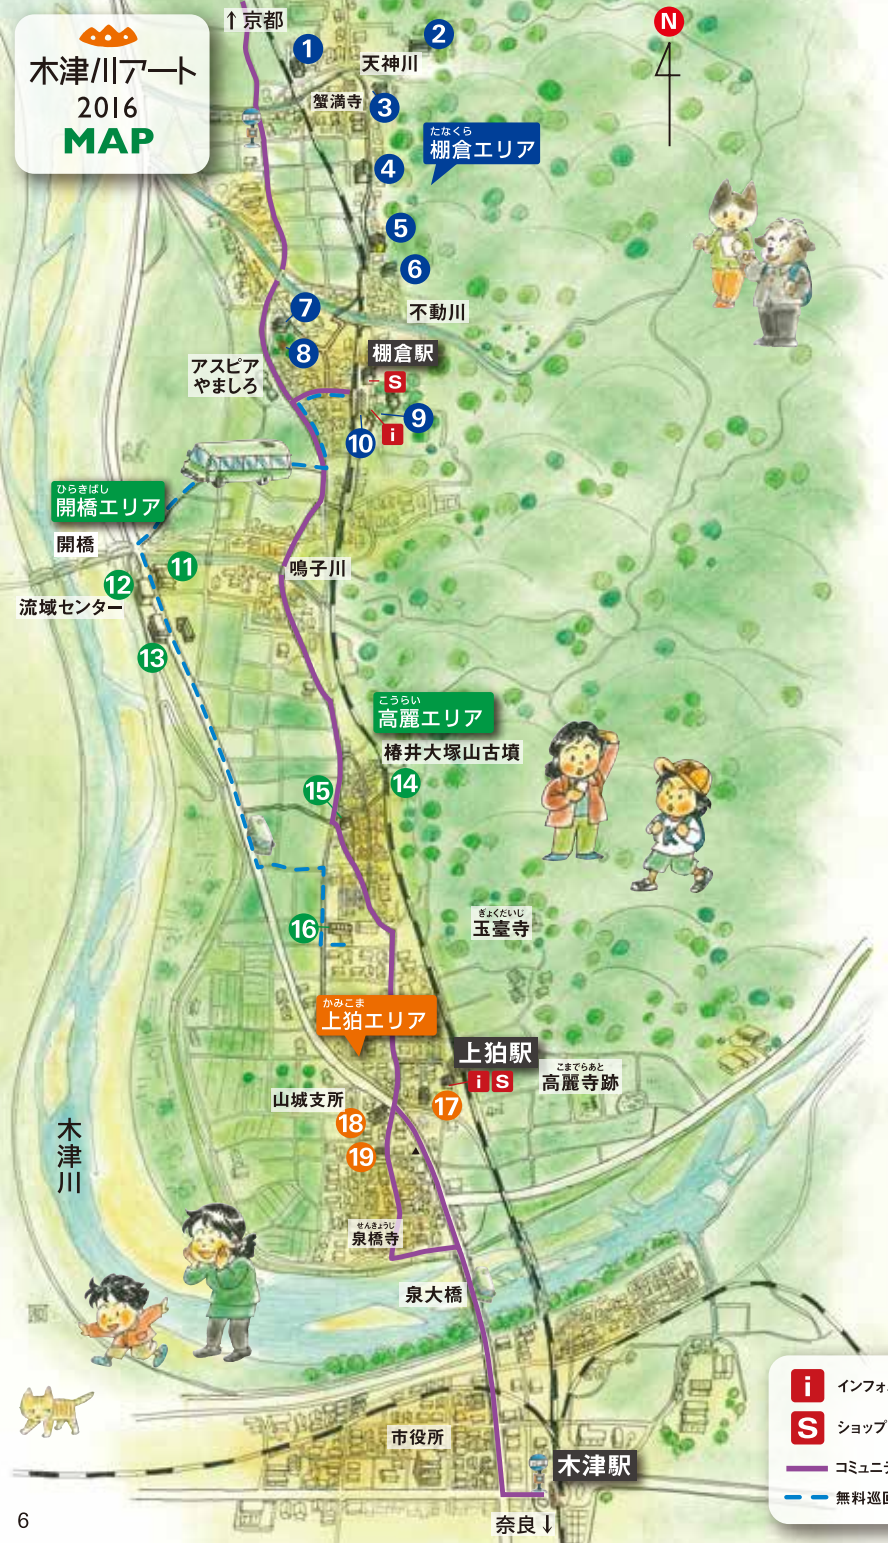 木津川アート
2016
MAP
↑京都
N
1
2
天神川
蟹満寺
3
たなくら
棚倉エリア
4
5
6
不動川
7
8
棚倉駅
アスピア
やましろ
S
9
10
i
ひらきばし
開橋エリア
開橋
11
12
鳴子川
流域センター
13
こうらい
高麗エリア
椿井大塚山古墳
14
15
ぎょくだいじ
玉臺寺
16
かみこま
上狛エリア
上狛駅
i S
こまでらあと
高麗寺跡
山城支所
17
18
19
木津川
せんきょうじ
泉橋寺
泉大橋
市役所
木津駅
奈良↓
i インフォ
S ショップ
コミュニ
無料巡回
6